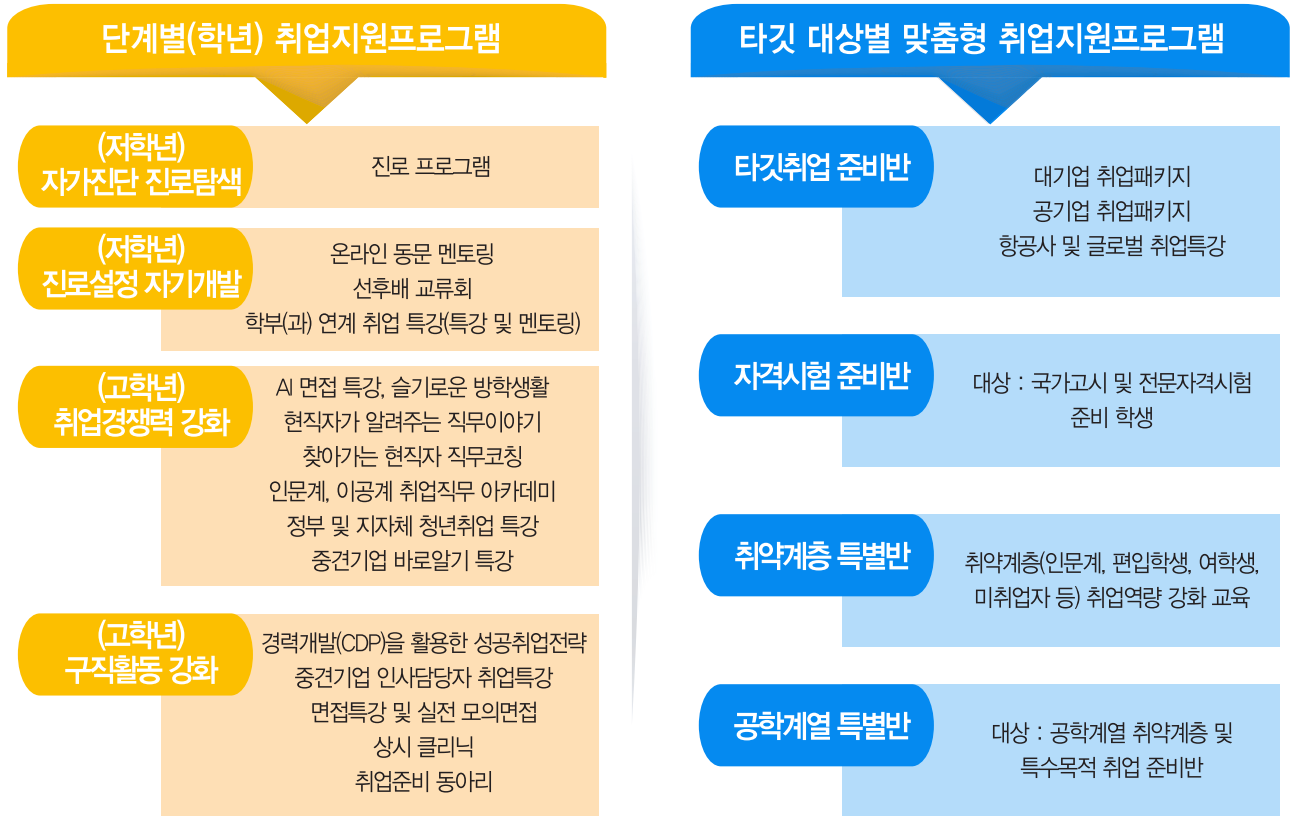 단계별(학년) 취업지원프로그램
(저학년)
자가진단 진로탐색
진로 프로그램
(저학년)
진로설정 자기개발
온라인 동문 멘토링
선후배 교류회
학부(과) 연계 취업 특강(특강 및 멘토링)
(고학년)
취업경쟁력 강화
AI 면접 특강, 슬기로운 방학생활
현직자가 알려주는 직무이야기
찾아가는 현직자 직무코칭
인문계, 이공계 취업직무 아카데미
정부 및 지자체 청년취업 특강
중견기업 바로알기 특강
(고학년)
구직활동 강화
경력개발(CDP)을 활용한 성공취업전략
중견기업 인사담당자 취업특강
면접특강 및 실전 모의면접
상시 클리닉
취업준비 동아리
타깃 대상별 맞춤형 취업지원프로그램
타깃취업 준비반
대기업 취업패키지
공기업 취업패키지
항공사 및 글로벌 취업특강
자격시험 준비반
대상 : 국가고시 및 전문자격시험
준비 학생
취약계층 특별반
취약계층(인문계, 편입학생, 여학생,
미취업자 등) 취업역량 강화 교육
공학계열 특별반
대상 : 공학계열 취약계층 및
특수목적 취업 준비반